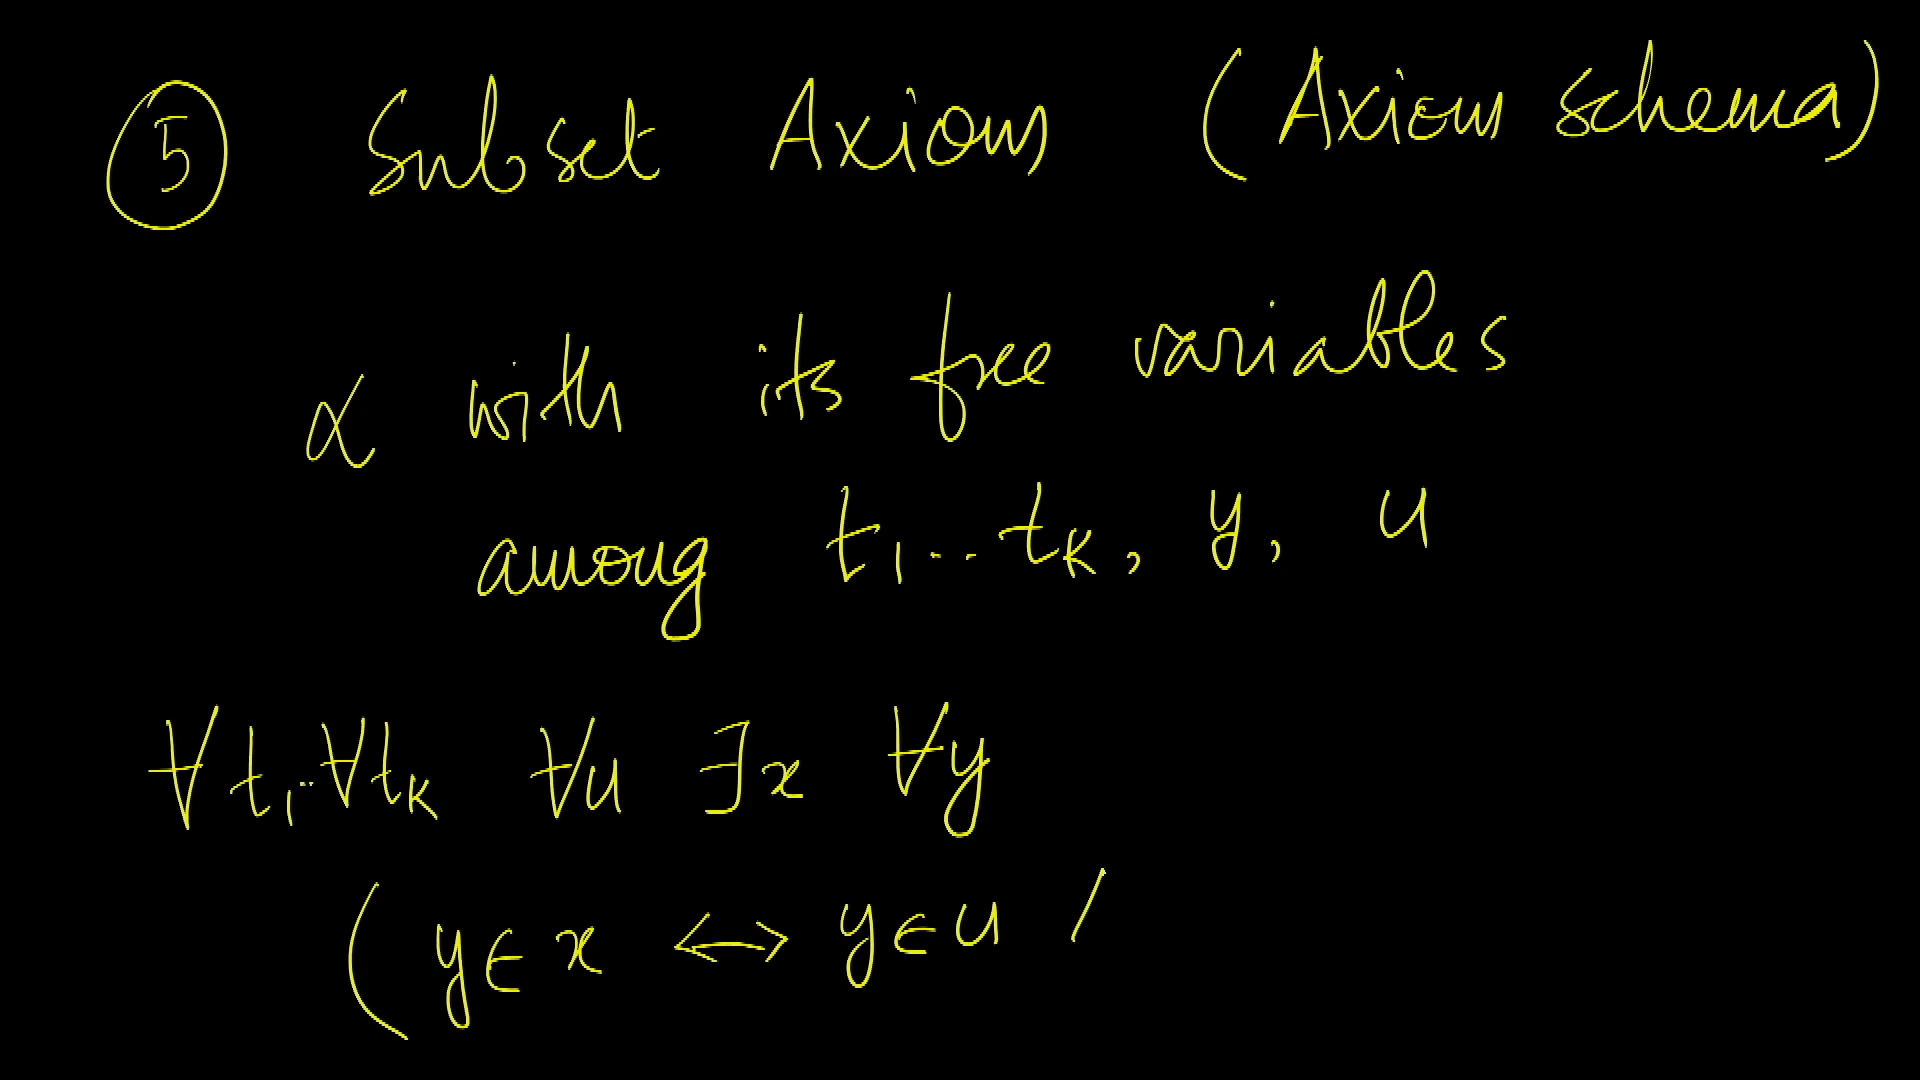 ⑤ Subset Axiom (Axiom schema)
α with its free variables
among t₁..tₖ, y, u
∀t₁..∀tₖ ∀u ∃x ∀y
(y∈x ↔ y∈u /